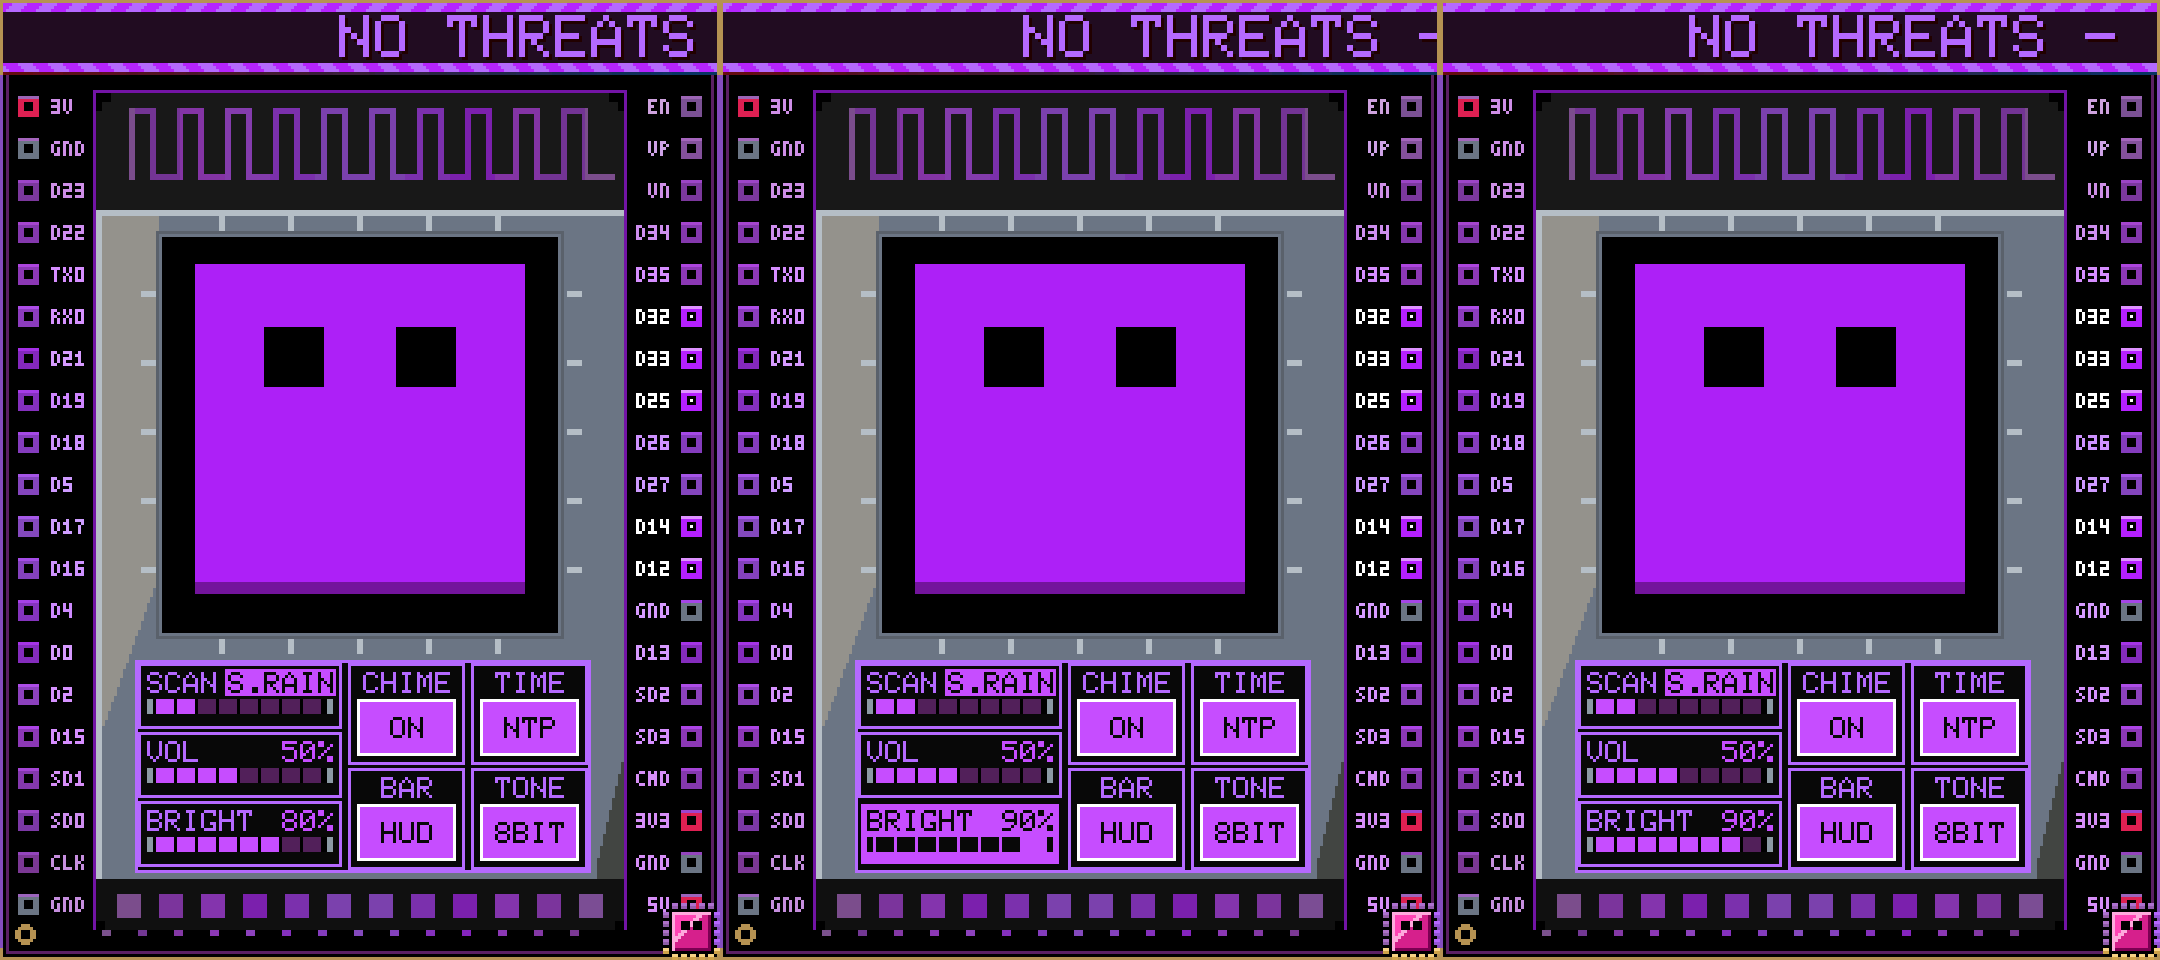 NO THREATS
3V
GND
D23
D22
TX0
RX0
D21
D19
D18
D5
D17
D16
D4
D0
D2
D15
SD1
SD0
CLK
GND
SCAN S.RAIN
VOL 50%
BRIGHT 80%
CHIME
ON
TIME
NTP
BAR
HUD
TONE
8BIT
EN
VP
VN
D34
D35
D32
D33
D25
D26
D27
D14
D12
GND
D13
SD2
SD3
CMD
3V3
GND
5V
NO THREATS -
3V
GND
D23
D22
TX0
RX0
D21
D19
D18
D5
D17
D16
D4
D0
D2
D15
SD1
SD0
CLK
GND
SCAN S.RAIN
VOL 50%
BRIGHT 90%
CHIME
ON
TIME
NTP
BAR
HUD
TONE
8BIT
EN
VP
VN
D34
D35
D32
D33
D25
D26
D27
D14
D12
GND
D13
SD2
SD3
CMD
3V3
GND
5V
NO THREATS -
3V
GND
D23
D22
TX0
RX0
D21
D19
D18
D5
D17
D16
D4
D0
D2
D15
SD1
SD0
CLK
GND
SCAN S.RAIN
VOL 50%
BRIGHT 90%
CHIME
ON
TIME
NTP
BAR
HUD
TONE
8BIT
EN
VP
VN
D34
D35
D32
D33
D25
D26
D27
D14
D12
GND
D13
SD2
SD3
CMD
3V3
GND
5V